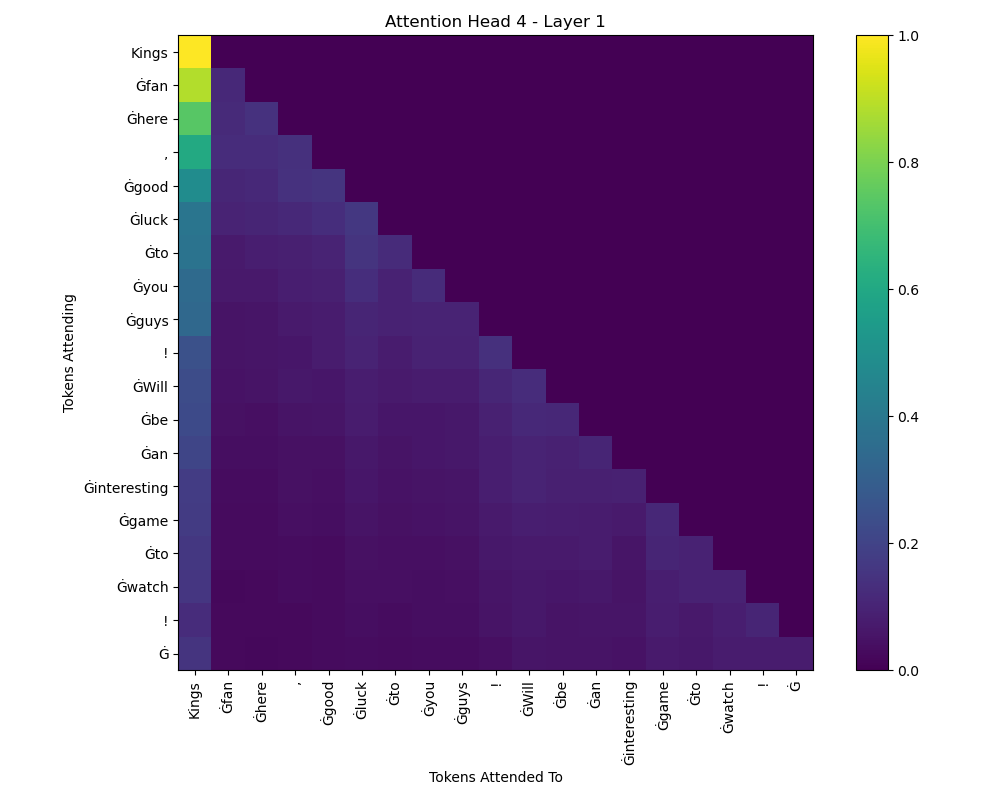 Attention Head 4 - Layer 1
Tokens Attending
Kings
Ġfan
Ġhere
,
Ġgood
Ġluck
Ġto
Ġyou
Ġguys
!
ĠWill
Ġbe
Ġan
Ġinteresting
Ġgame
Ġto
Ġwatch
!
Ġ
Kings
Ġfan
Ġhere
,
Ġgood
Ġluck
Ġto
Ġyou
Ġguys
!
ĠWill
Ġbe
Ġan
Ġinteresting
Ġgame
Ġto
Ġwatch
!
Ġ
Tokens Attended To
1.0
0.8
0.6
0.4
0.2
0.0